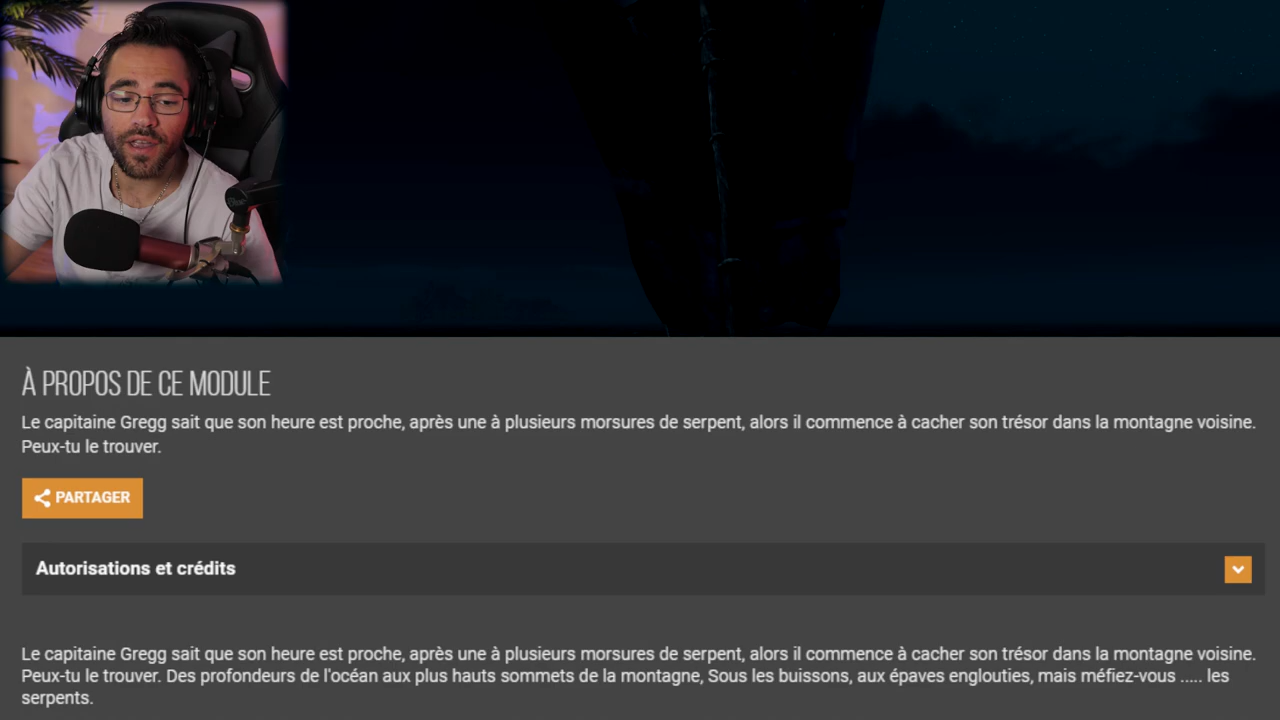 À PROPOS DE CE MODULE
Le capitaine Gregg sait que son heure est proche, après une à plusieurs morsures de serpent, alors il commence à cacher son trésor dans la montagne voisine.
Peux-tu le trouver.
PARTAGER
Autorisations et crédits
Le capitaine Gregg sait que son heure est proche, après une à plusieurs morsures de serpent, alors il commence à cacher son trésor dans la montagne voisine.
Peux-tu le trouver. Des profondeurs de l'océan aux plus hauts sommets de la montagne, Sous les buissons, aux épaves englouties, mais méfiez-vous ..... les
serpents.